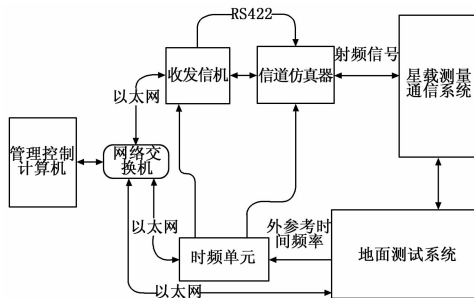 RS422
收发信机
信道仿真器
射频信号
星载测量
通信系统
以太网
管理控制
计算机
网络交
换机
以太网
外参考时
间频率
时频单元
地面测试系统
以太网